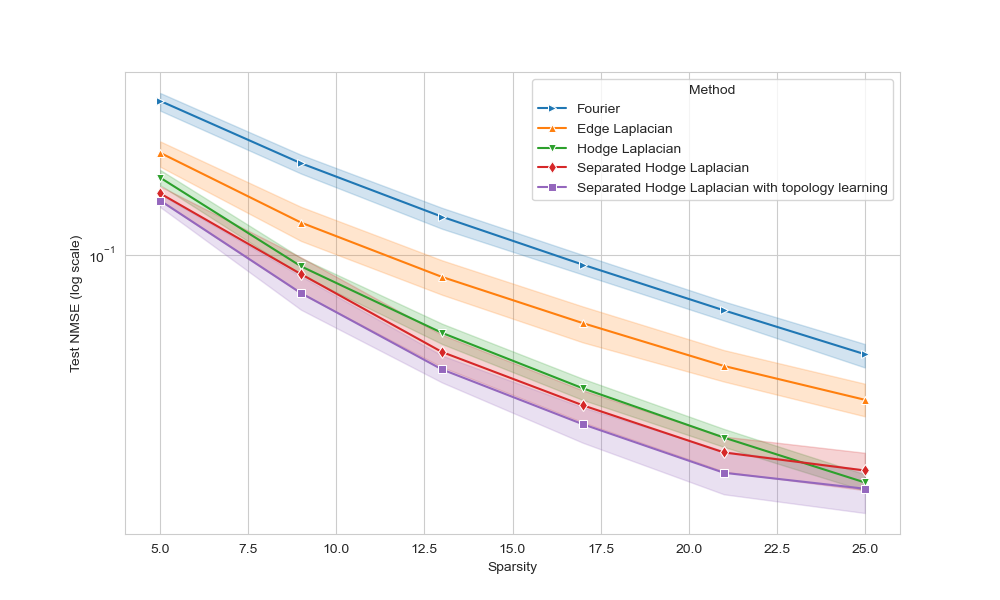 Method
Fourier
Edge Laplacian
Hodge Laplacian
Separated Hodge Laplacian
Separated Hodge Laplacian with topology learning
Test NMSE (log scale)
10⁻¹
5.0 7.5 10.0 12.5 15.0 17.5 20.0 22.5 25.0
Sparsity